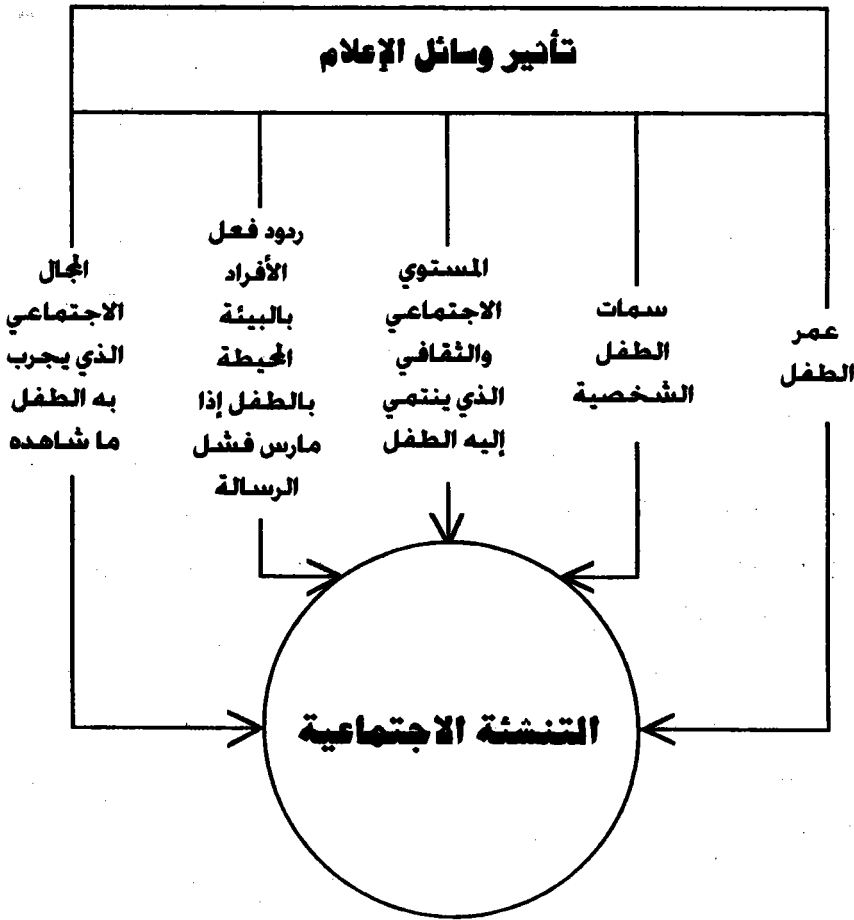 تأثير وسائل الإعلام
عمر
الطفل
سمات
الطفل
الشخصية
المستوي
الاجتماعي
والثقافي
الذي ينتمي
إليه الطفل
ردود فعل
الأفراد
بالبيئة
المحيطة
بالطفل إذا
مارس فشل
الرسالة
المجال
الاجتماعي
الذي يجرب
به الطفل
ما شاهده
التنشئة الاجتماعية